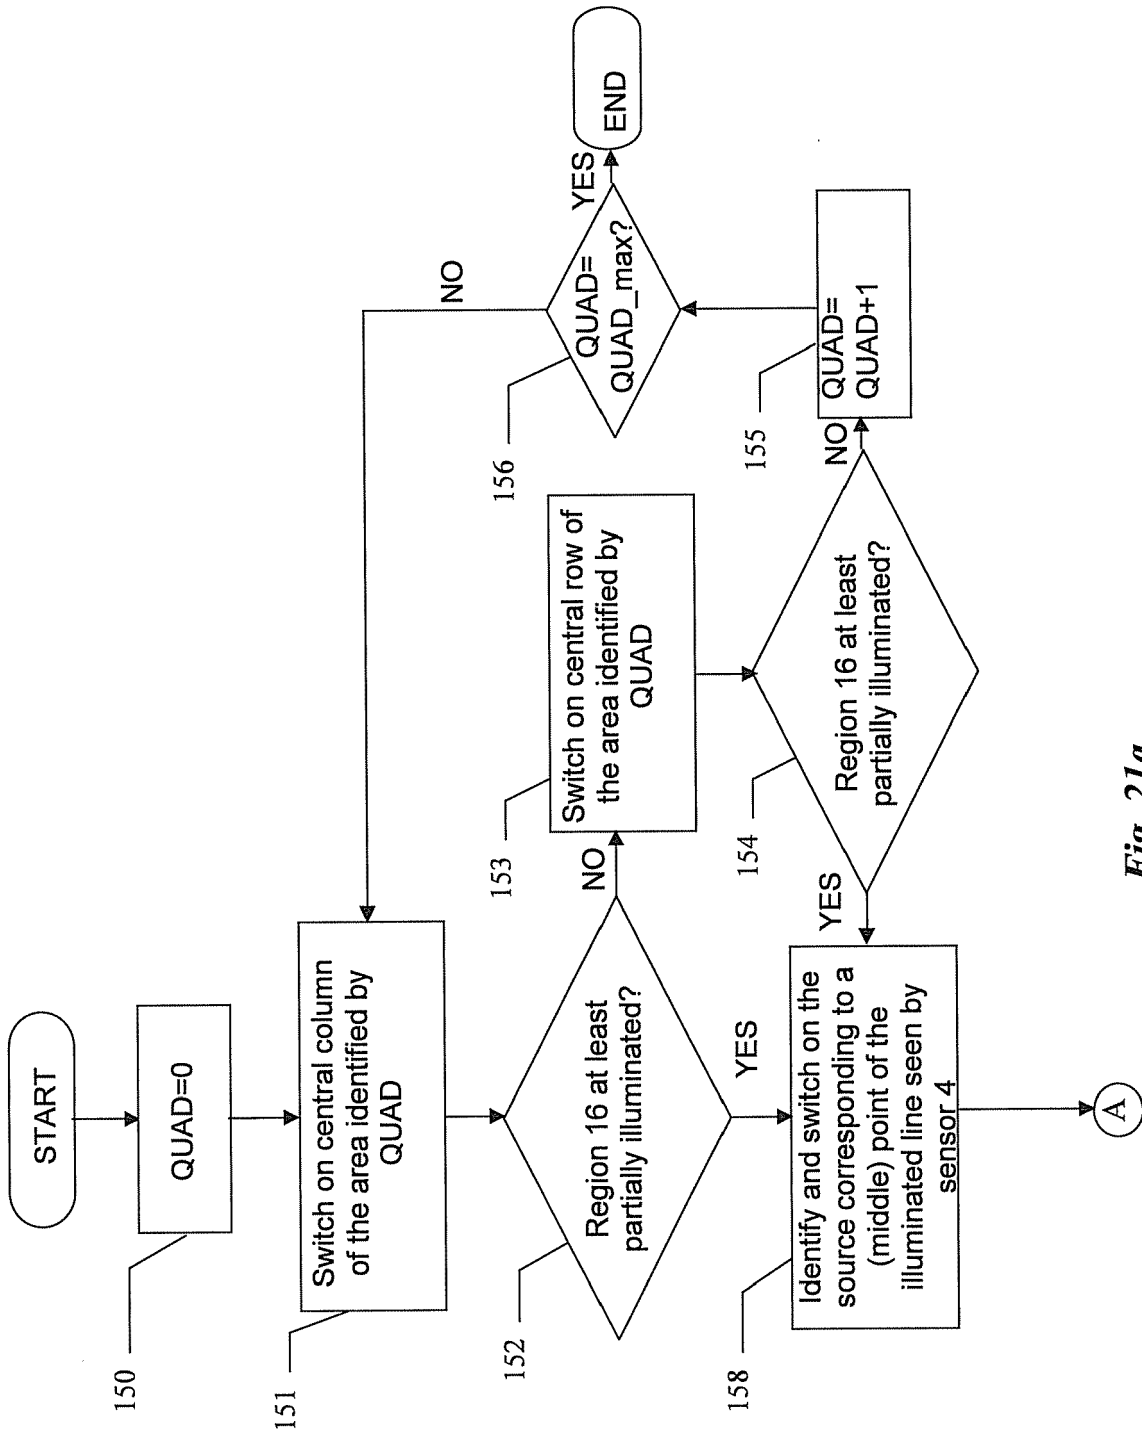 START
150
QUAD=0
151
Switch on central column
of the area identified by
QUAD
152
Region 16 at least
partially illuminated?
NO
YES
153
Switch on central row of
the area identified by
QUAD
154
Region 16 at least
partially illuminated?
YES
NO
155
QUAD=
QUAD+1
156
QUAD=
QUAD_max?
NO
YES
END
158
Identify and switch on the
source corresponding to a
(middle) point of the
illuminated line seen by
sensor 4
A
Fig. 21a